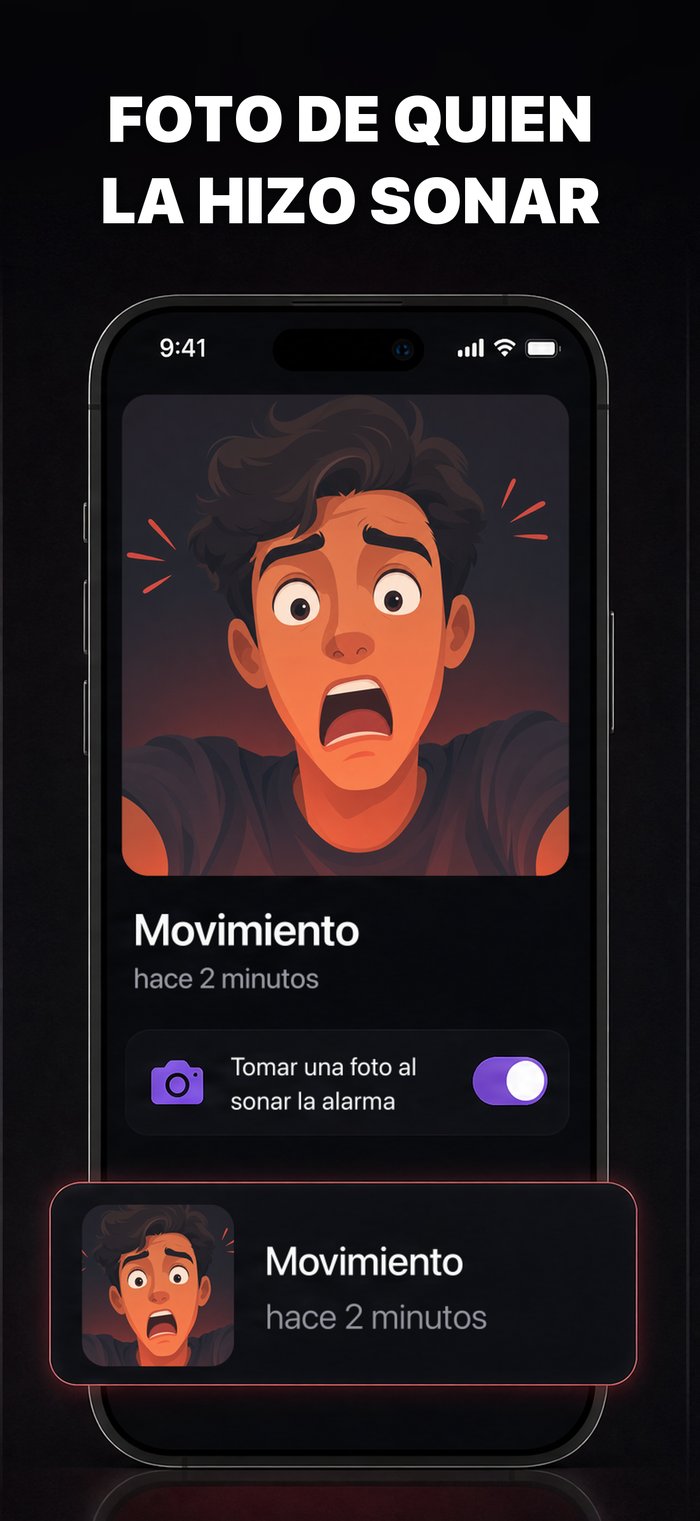 FOTO DE QUIEN
LA HIZO SONAR
9:41
Movimiento
hace 2 minutos
Tomar una foto al
sonar la alarma
Movimiento
hace 2 minutos